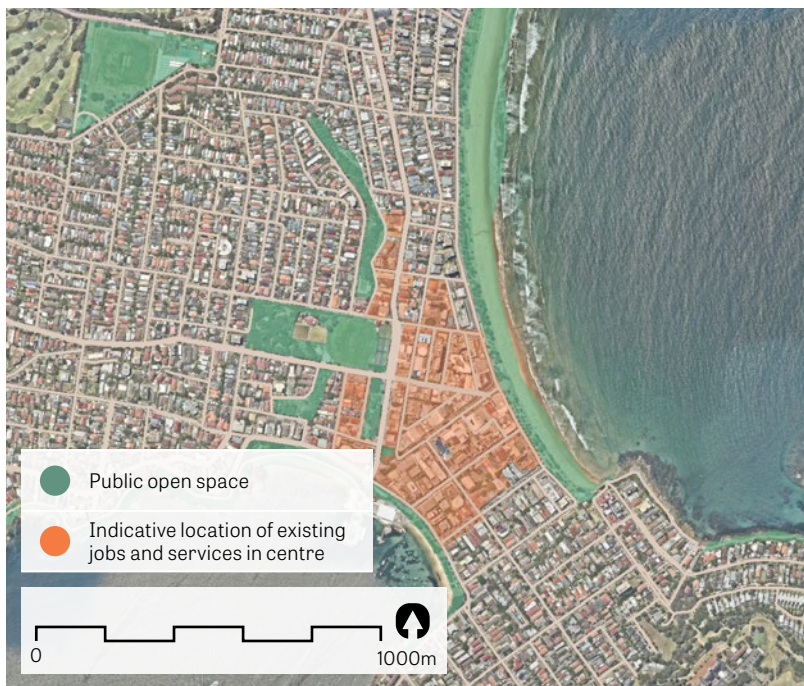 Public open space
Indicative location of existing
jobs and services in centre
0
1000m